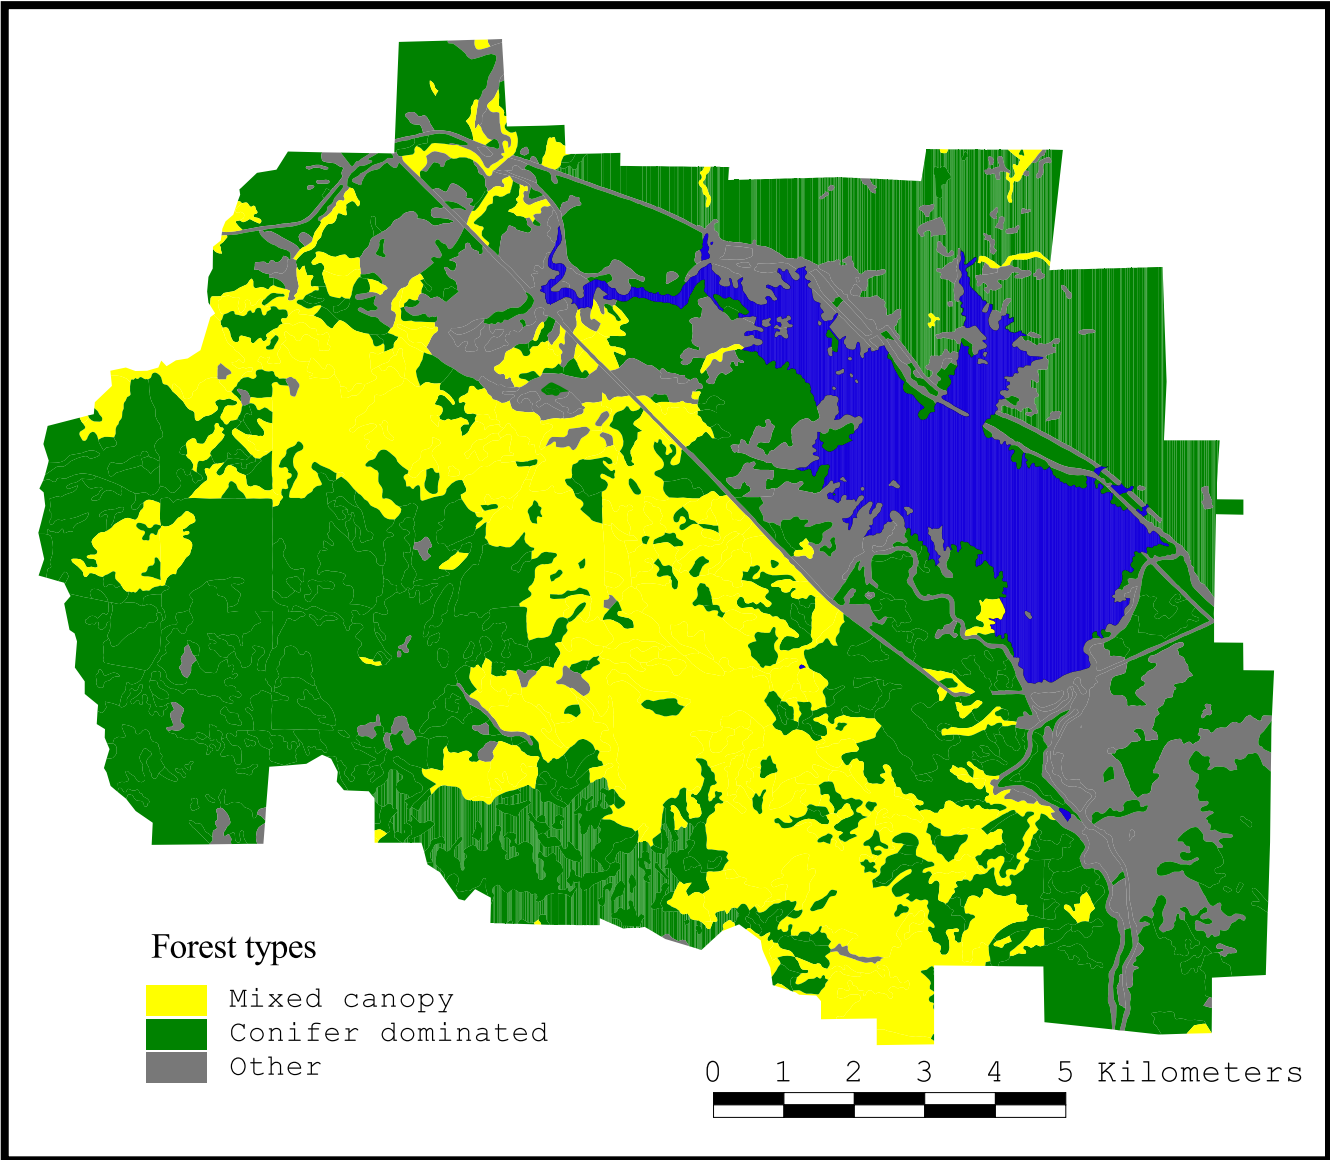 Forest types
Mixed canopy
Conifer dominated
Other
0 1 2 3 4 5 Kilometers